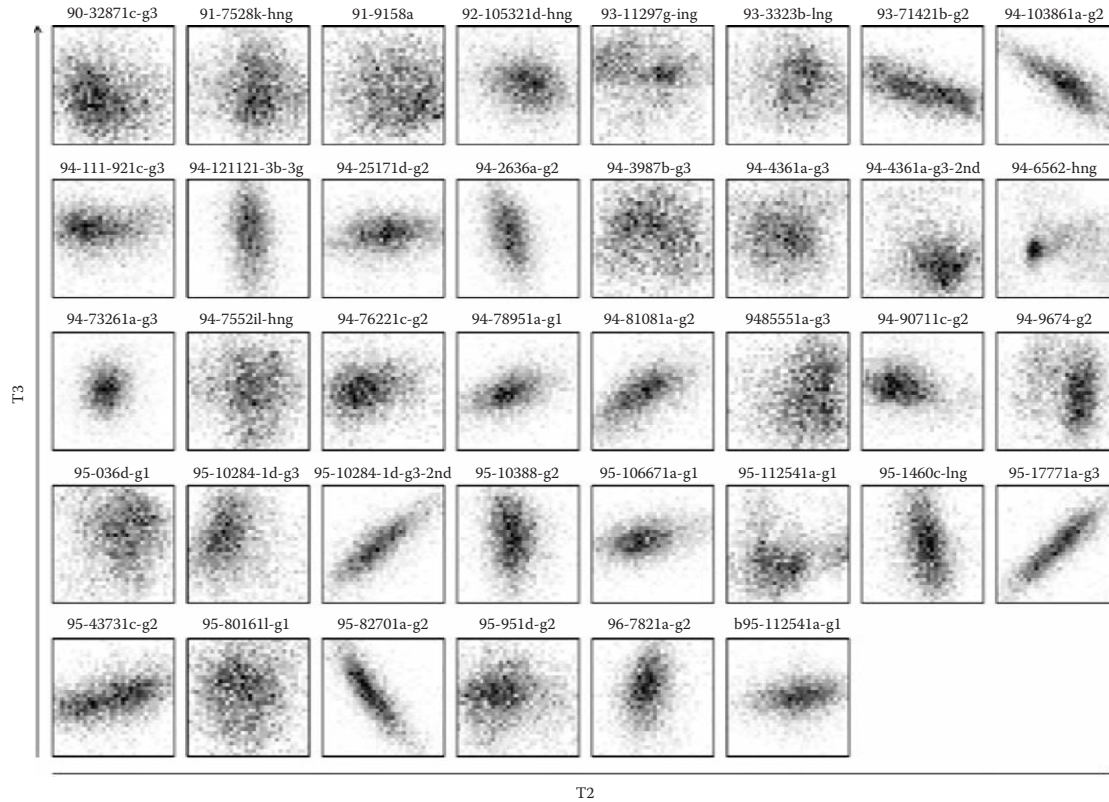 90-32871c-g3 91-7528k-hng 91-9158a 92-105321d-hng 93-11297g-ing 93-3323b-lng 93-71421b-g2 94-103861a-g2
94-111-921c-g3 94-121121-3b-3g 94-25171d-g2 94-2636a-g2 94-3987b-g3 94-4361a-g3 94-4361a-g3-2nd 94-6562-hng
94-73261a-g3 94-7552il-hng 94-76221c-g2 94-78951a-g1 94-81081a-g2 9485551a-g3 94-90711c-g2 94-9674-g2
T3
95-036d-g1 95-10284-1d-g3 95-10284-1d-g3-2nd 95-10388-g2 95-106671a-g1 95-112541a-g1 95-1460c-lng 95-17771a-g3
95-43731c-g2 95-80161l-g1 95-82701a-g2 95-951d-g2 96-7821a-g2 b95-112541a-g1
T2